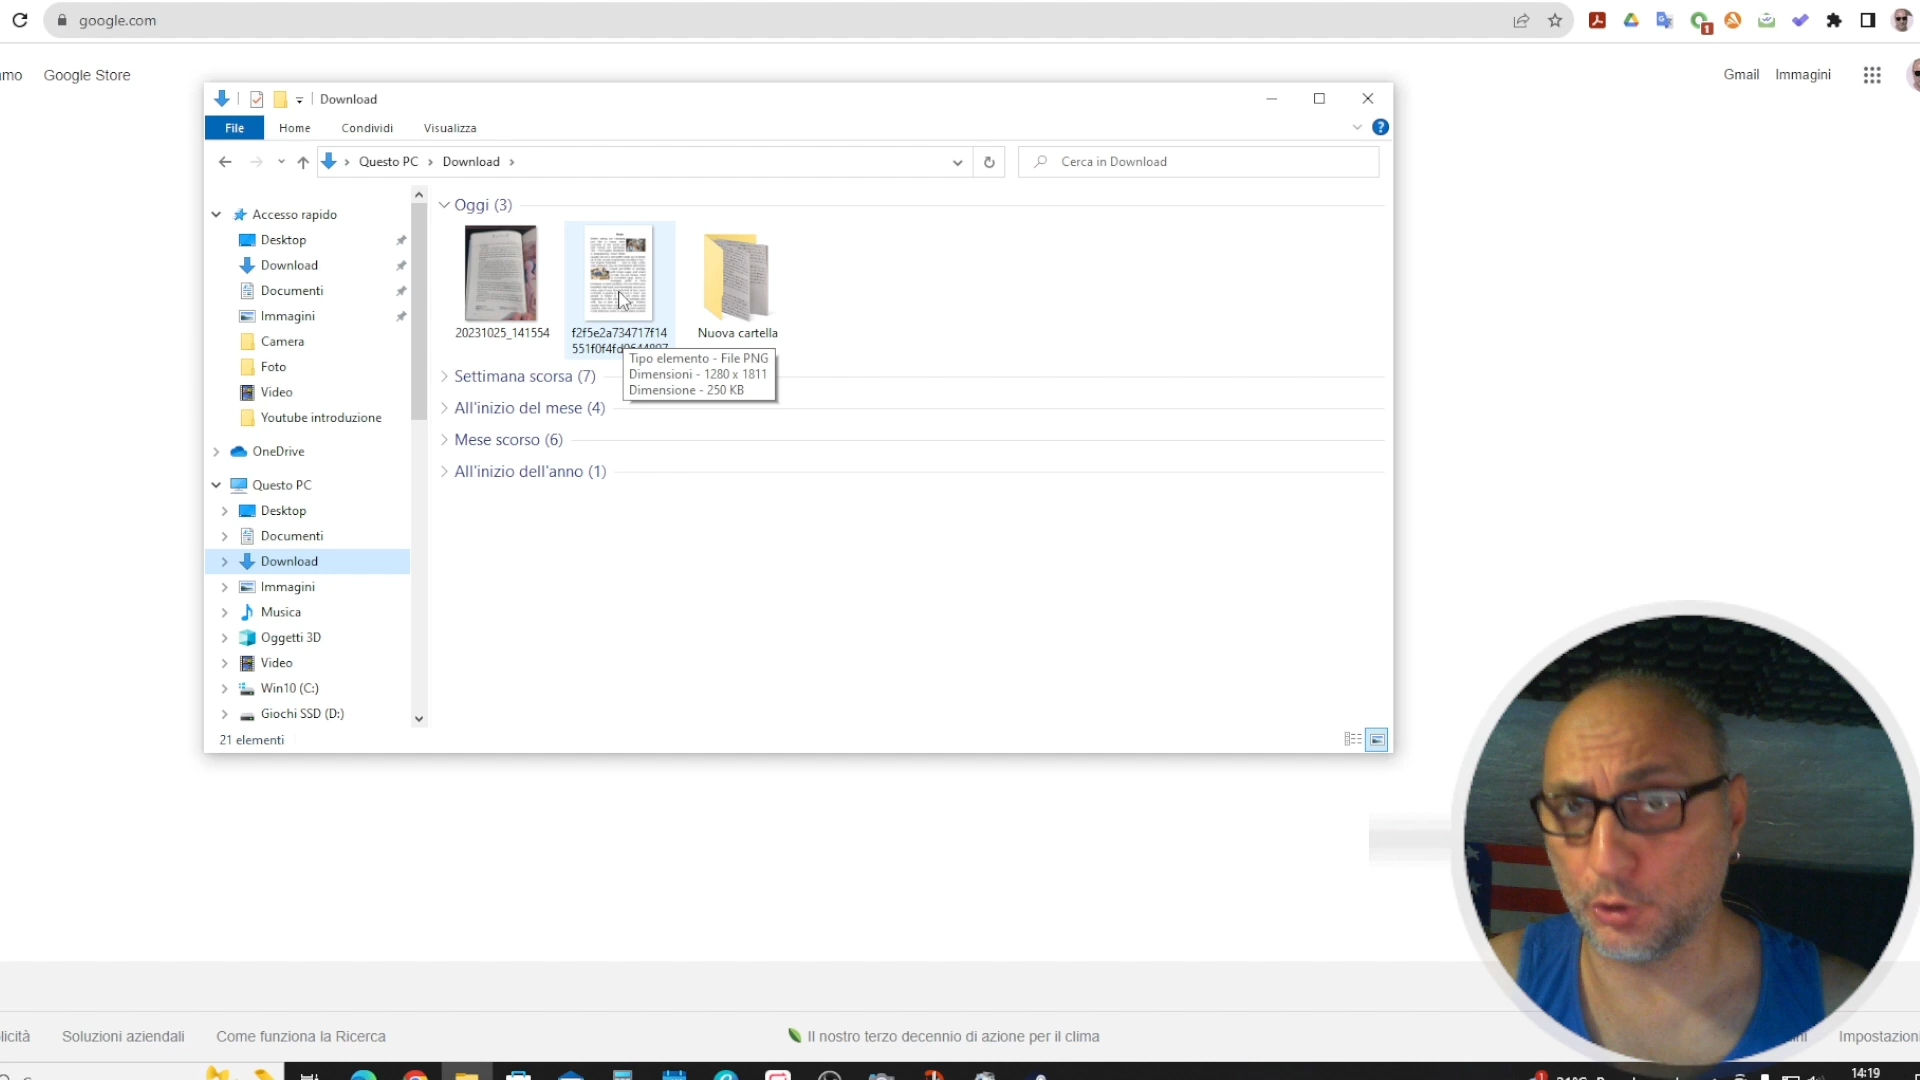 google.com
1
amo Google Store
Gmail Immagini
Download
File Home Condividi Visualizza
?
Questo PC Download
Cerca in Download
Accesso rapido
Desktop
Download
Documenti
Immagini
Camera
Foto
Video
Youtube introduzione
OneDrive
Questo PC
Desktop
Documenti
Download
Immagini
Musica
Oggetti 3D
Video
Win10 (C:)
Giochi SSD (D:)
21 elementi
Oggi (3)
20231025_141554
f2f5e2a734717f14
Nuova cartella
Tipo elemento - File PNG
Dimensioni - 1280 x 1811
Dimensione - 250 KB
Settimana scorsa (7)
All'inizio del mese (4)
Mese scorso (6)
All'inizio dell'anno (1)
licità Soluzioni aziendali Come funziona la Ricerca
Il nostro terzo decennio di azione per il clima
Impostazioni
14:19